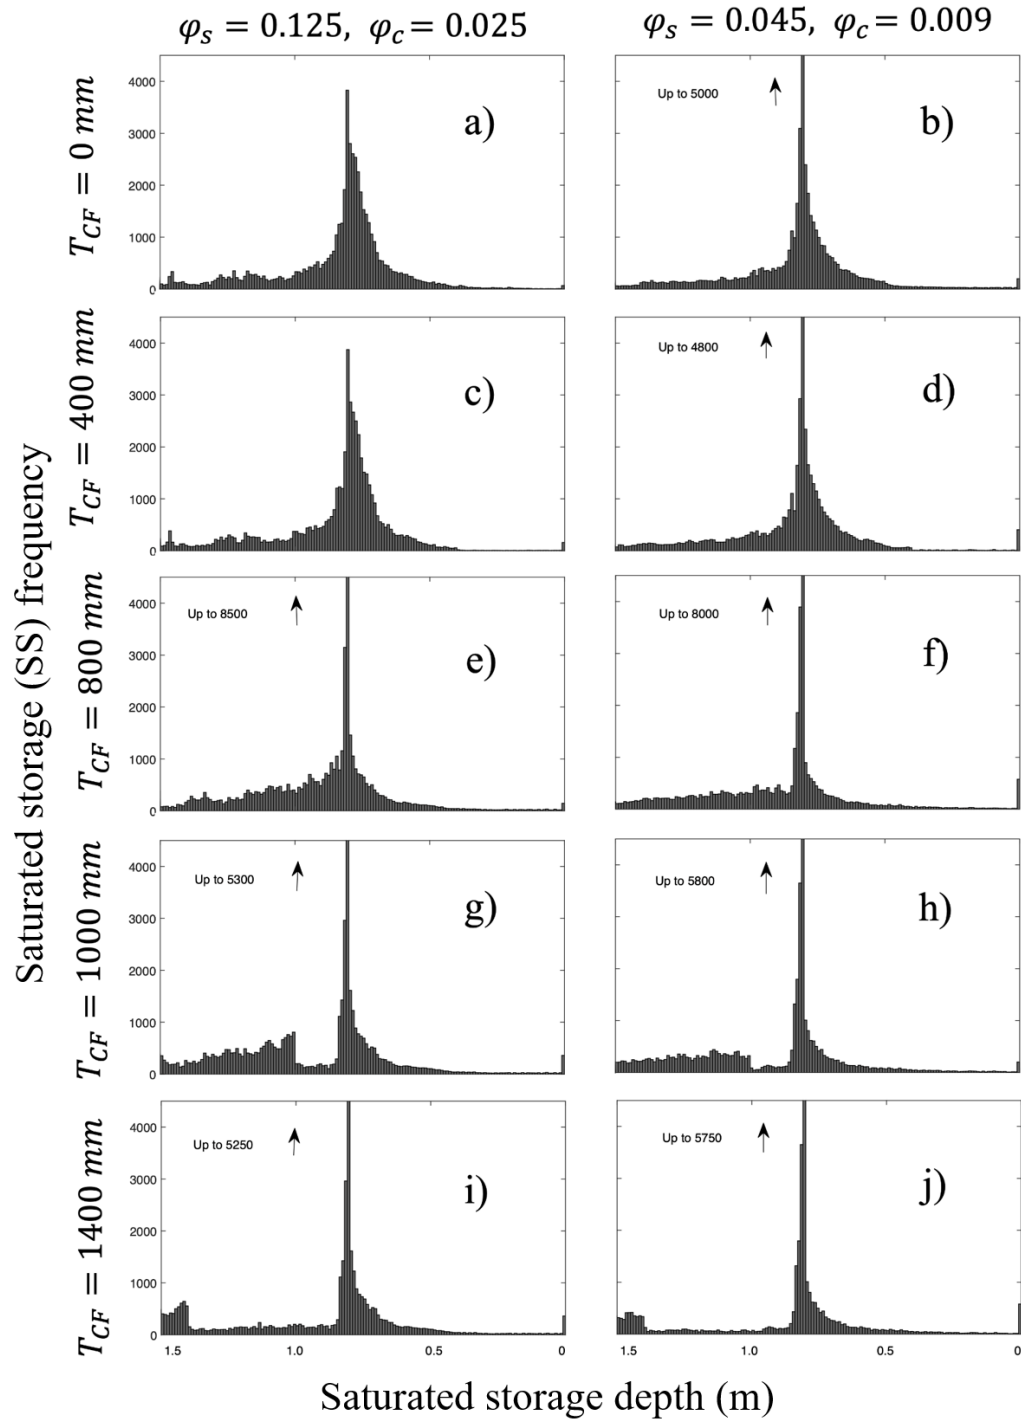 φs = 0.125, φc = 0.025
φs = 0.045, φc = 0.009
Saturated storage (SS) frequency
TCF = 0 mm
4000
3000
2000
1000
0
a)
Up to 5000
b)
TCF = 400 mm
4000
3000
2000
1000
0
c)
Up to 4800
d)
TCF = 800 mm
4000
3000
2000
1000
0
Up to 8500
e)
Up to 8000
f)
TCF = 1000 mm
4000
3000
2000
1000
0
Up to 5300
g)
Up to 5800
h)
TCF = 1400 mm
4000
3000
2000
1000
0
Up to 5250
i)
Up to 5750
j)
1.5 1.0 0.5 0
1.5 1.0 0.5 0
Saturated storage depth (m)